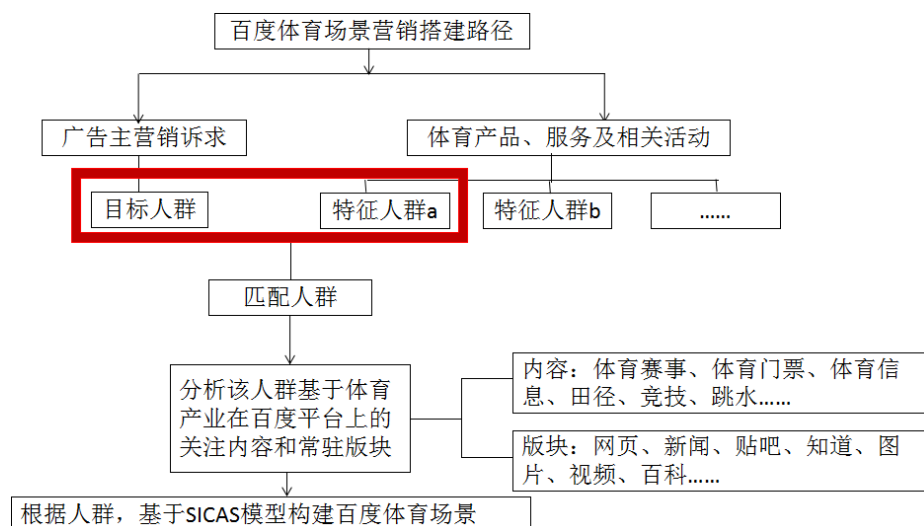 百度体育场景营销搭建路径
广告主营销诉求
体育产品、服务及相关活动
目标人群
特征人群a
特征人群b
......
匹配人群
分析该人群基于体育
产业在百度平台上的
关注内容和常驻版块
内容：体育赛事、体育门票、体育信
息、田径、竞技、跳水......
版块：网页、新闻、贴吧、知道、图
片、视频、百科......
根据人群，基于SICAS模型构建百度体育场景